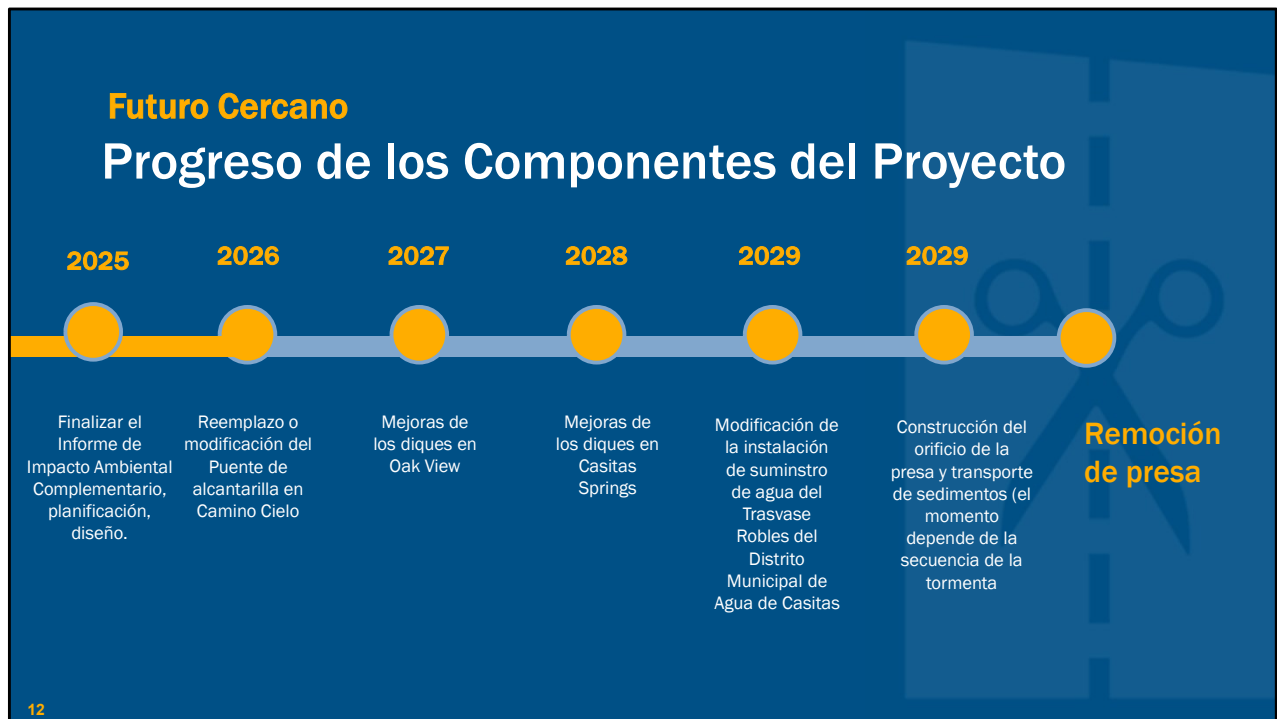 Futuro Cercano
Progreso de los Componentes del Proyecto
2025
2026
2027
2028
2029
2029
Finalizar el
Informe de
Impacto Ambiental
Complementario,
planificación,
diseño.
Reemplazo o
modificación del
Puente de
alcantarilla en
Camino Cielo
Mejoras de
los diques en
Oak View
Mejoras de
los diques en
Casitas
Springs
Modificación de
la instalación
de suminstro
de agua del
Trasvase
Robles del
Distrito
Municipal de
Agua de Casitas
Construcción del
orificio de la
presa y transporte
de sedimentos (el
momento
depende de la
secuencia de la
tormenta
Remoción
de presa
12